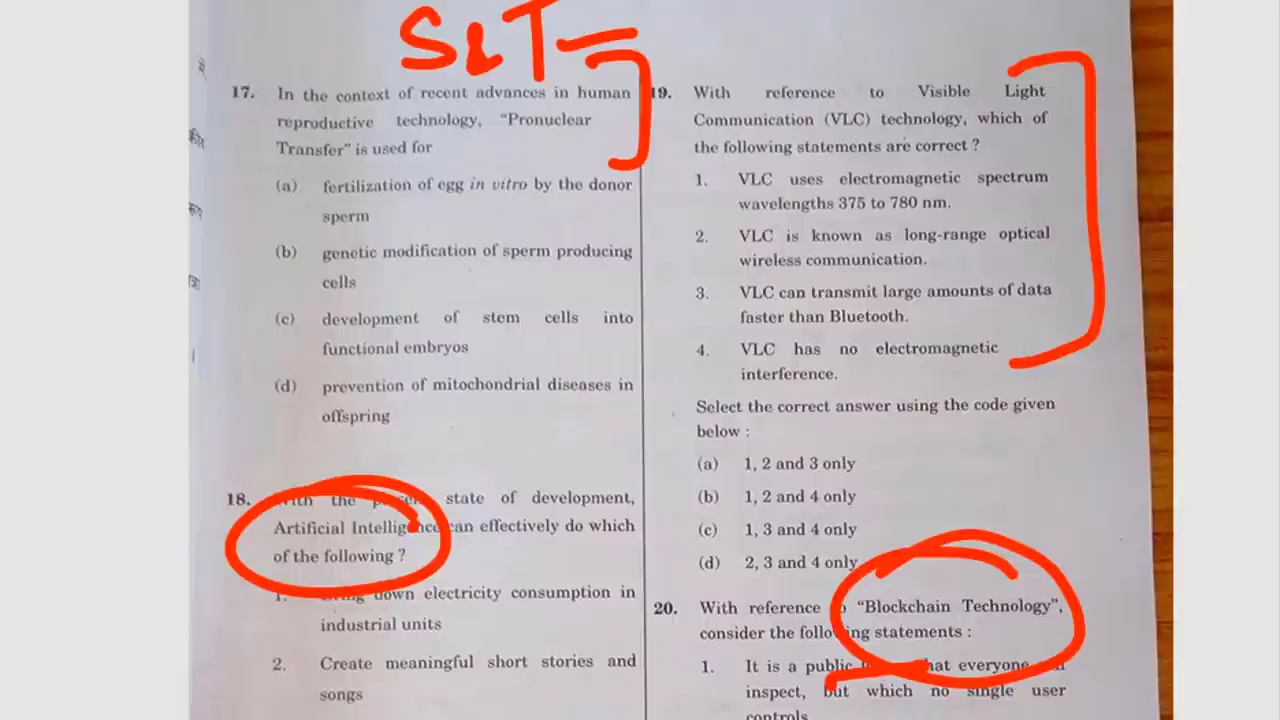 S&T=
17. In the context of recent advances in human
reproductive technology, "Pronuclear
Transfer" is used for
(a) fertilization of egg in vitro by the donor
sperm
(b) genetic modification of sperm producing
cells
(c) development of stem cells into
functional embryos
(d) prevention of mitochondrial diseases in
offspring
18. With the present state of development,
Artificial Intelligence can effectively do which
of the following ?
1. Bring down electricity consumption in
industrial units
2. Create meaningful short stories and
songs
19. With reference to Visible Light
Communication (VLC) technology, which of
the following statements are correct ?
1. VLC uses electromagnetic spectrum
wavelengths 375 to 780 nm.
2. VLC is known as long-range optical
wireless communication.
3. VLC can transmit large amounts of data
faster than Bluetooth.
4. VLC has no electromagnetic
interference.
Select the correct answer using the code given
below :
(a) 1, 2 and 3 only
(b) 1, 2 and 4 only
(c) 1, 3 and 4 only
(d) 2, 3 and 4 only
20. With reference to "Blockchain Technology",
consider the following statements :
1. It is a public that everyone
inspect, but which no single user
controls.